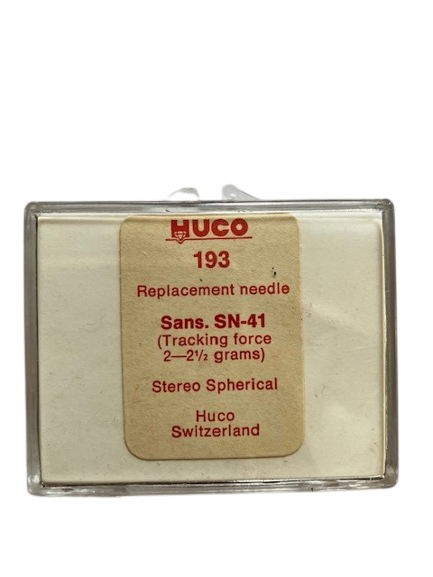 HUCO
193
Replacement needle
Sans. SN-41
(Tracking force
2—2½ grams)
Stereo Spherical
Huco
Switzerland